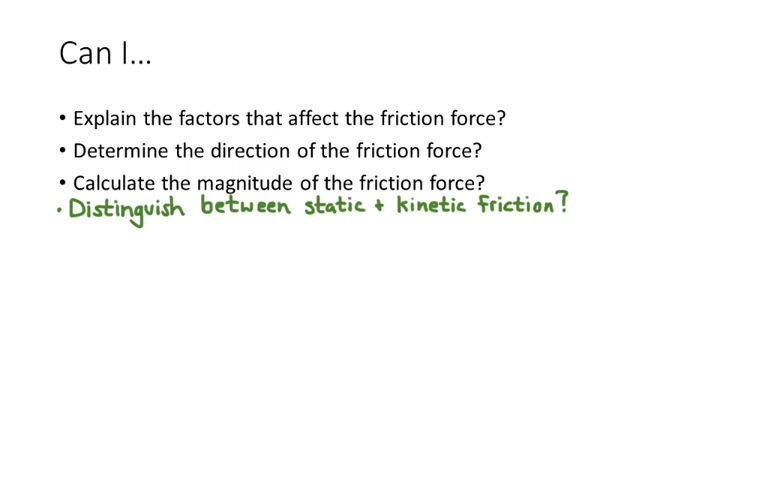 Can I...
• Explain the factors that affect the friction force?
• Determine the direction of the friction force?
• Calculate the magnitude of the friction force?
• Distinguish between static + kinetic friction?